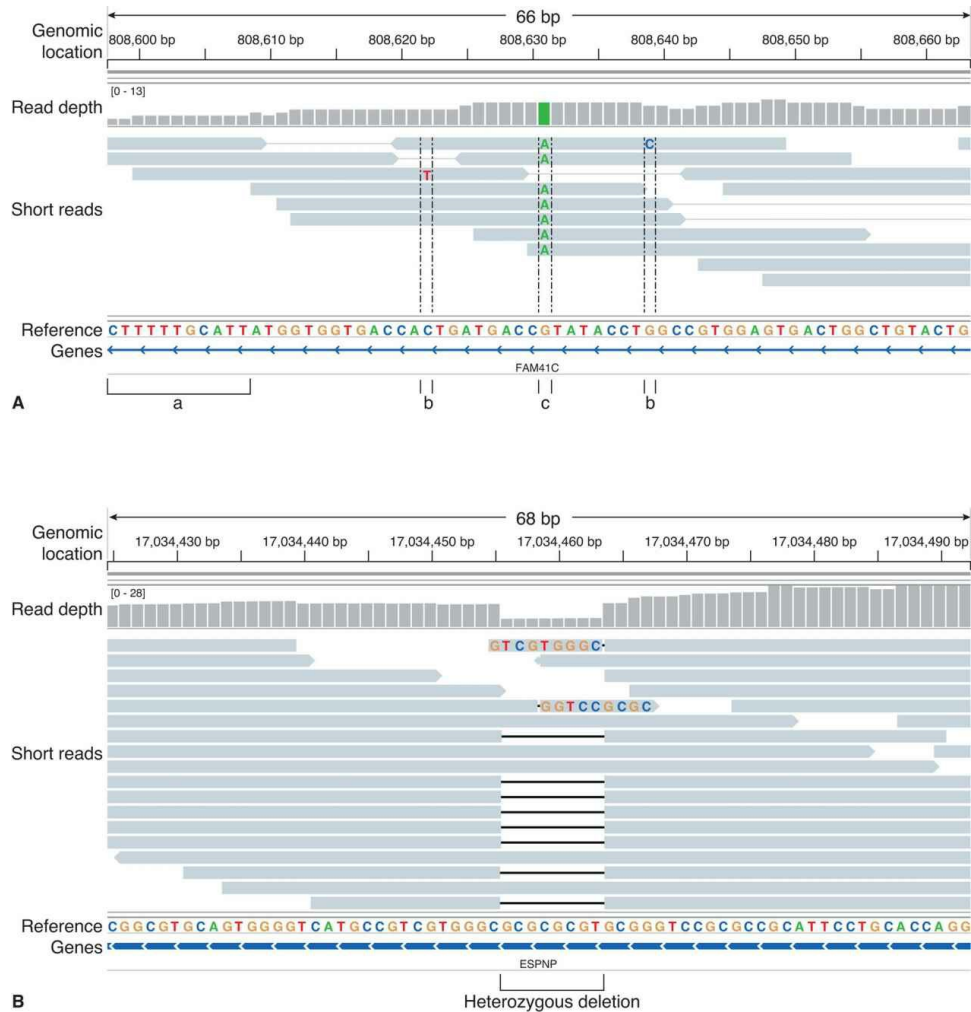 66 bp
Genomic location
808,600 bp 808,610 bp 808,620 bp 808,630 bp 808,640 bp 808,650 bp 808,660 bp
[0 - 13]
Read depth
A C
A
T
A
Short reads
A
A
A
A
Reference C T T T T T G C A T T A T G G T G G T G A C C A C T G A T G A C C G T A T A C C T G G C C G T G G A G T G A C T G G C T G T A C T G
Genes
FAM41C
A a b c b
68 bp
Genomic location
17,034,430 bp 17,034,440 bp 17,034,450 bp 17,034,460 bp 17,034,470 bp 17,034,480 bp 17,034,490 bp
[0 - 28]
Read depth
G T C G T G G G C
G G T C C G C G C
Short reads
Reference C G G C G T G C A G T G G G G T C A T G C C G T C G T G G G C G C G C G C G T G C G G G T C C G C G C C G C A T T C C T G C A C C A G G
Genes
ESPNP
B Heterozygous deletion